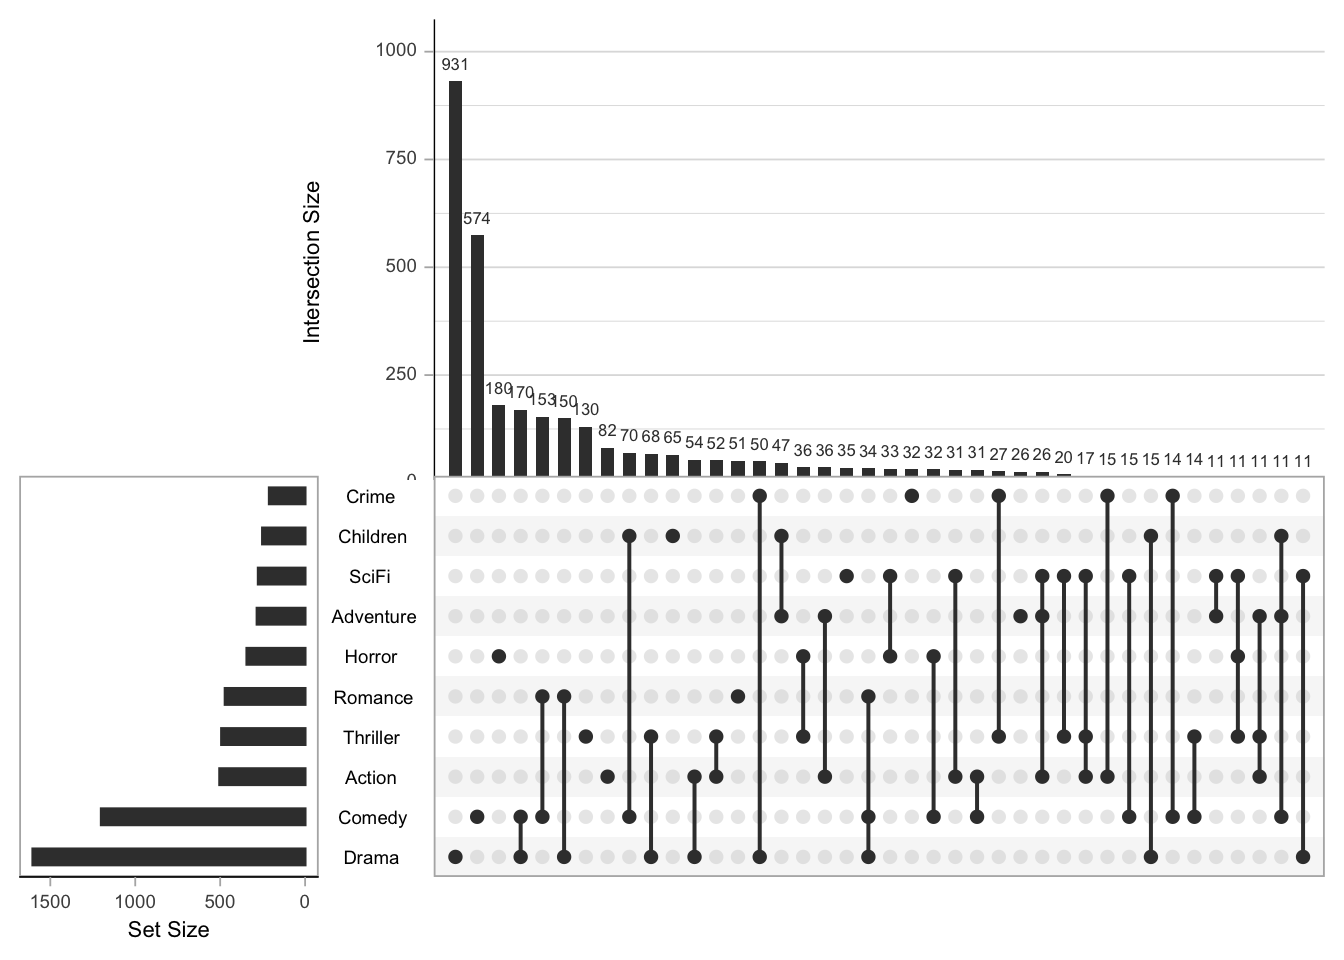 1000
931
750
574
Intersection Size
500
250
180 170 153 150 130 82 70 68 65 54 52 51 50 47 36 36 35 34 33 32 32 31 31 27 26 26 20 17 15 15 15 14 14 11 11 11 11 11
0
Crime
Children
SciFi
Adventure
Horror
Romance
Thriller
Action
Comedy
Drama
1500 1000 500 0
Set Size